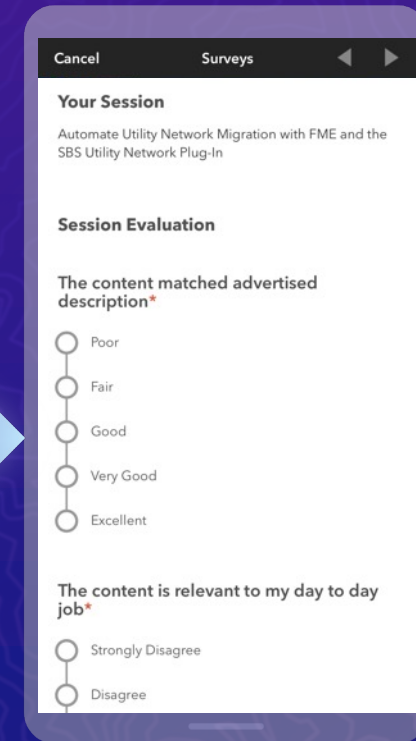 Cancel Surveys
Your Session
Automate Utility Network Migration with FME and the
SBS Utility Network Plug-In
Session Evaluation
The content matched advertised
description*
Poor
Fair
Good
Very Good
Excellent
The content is relevant to my day to day
job*
Strongly Disagree
Disagree